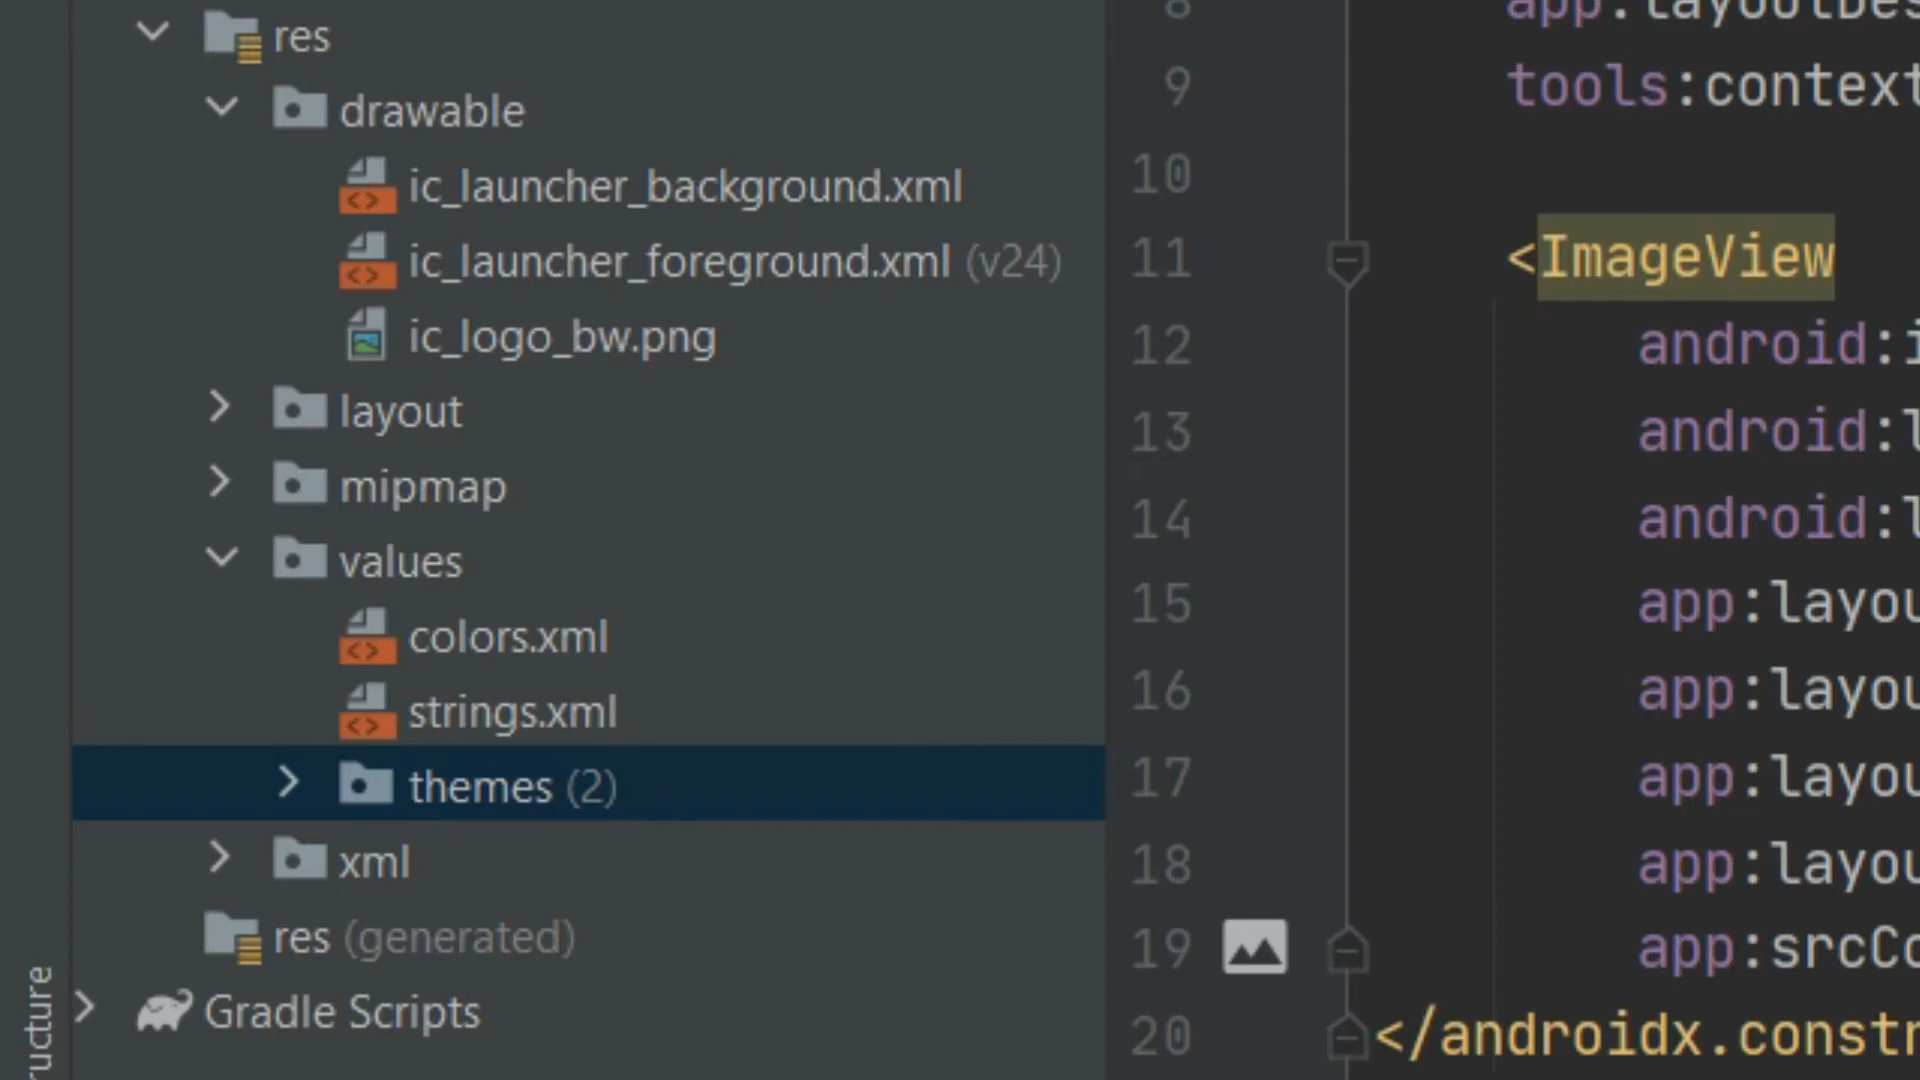 res
drawable
ic_launcher_background.xml
ic_launcher_foreground.xml (v24)
ic_logo_bw.png
layout
mipmap
values
colors.xml
strings.xml
themes (2)
xml
res (generated)
Gradle Scripts
ructure
8
9 tools:context
10
11 <ImageView
12 android:i
13 android:l
14 android:l
15 app:layou
16 app:layou
17 app:layou
18 app:layou
19 app:srcCo
20 </androidx.constr